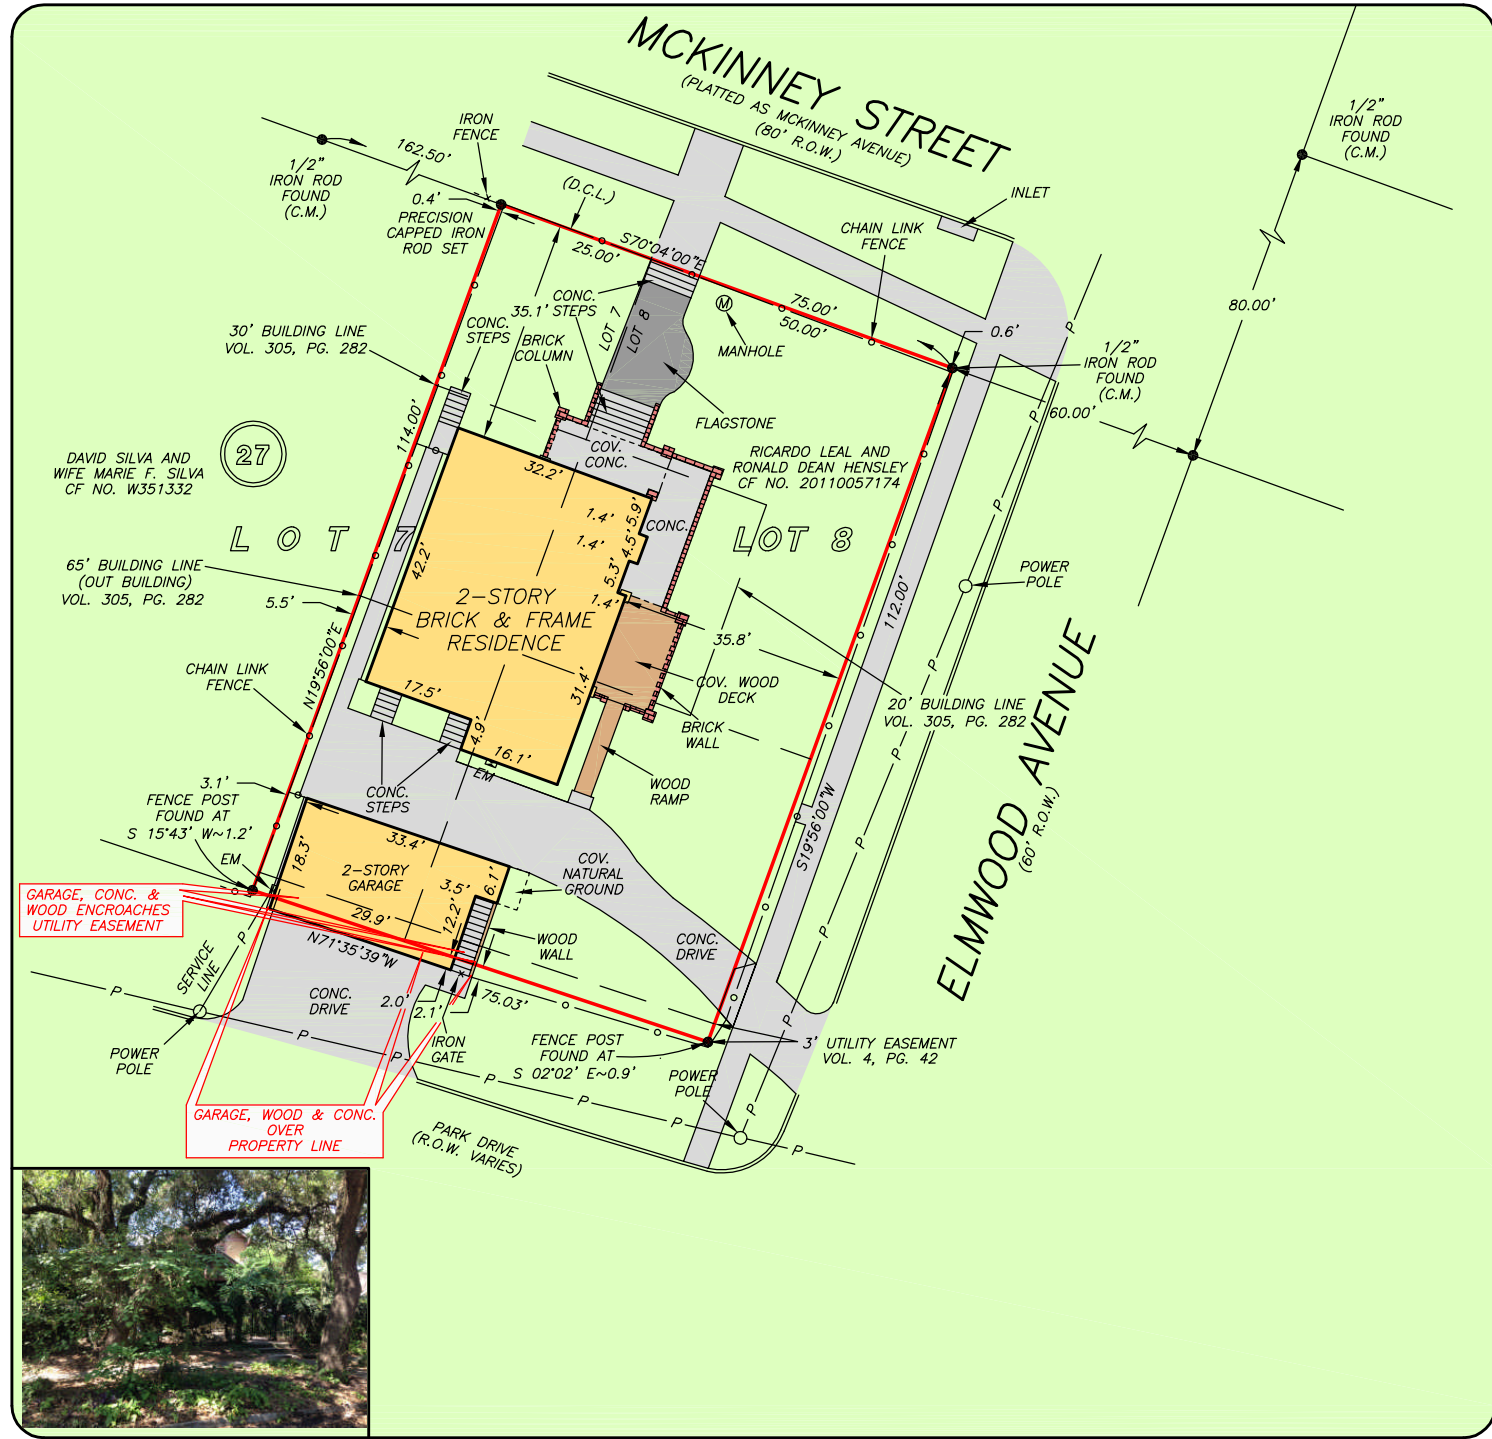 MCKINNEY STREET
(PLATTED AS MCKINNEY AVENUE)
(80' R.O.W.)
1/2"
IRON ROD
FOUND
(C.M.)
IRON
FENCE
162.50'
1/2"
IRON ROD
FOUND
(C.M.)
0.4'
PRECISION
CAPPED IRON
ROD SET
(D.C.L.)
S70°04'00"E
25.00'
INLET
CHAIN LINK
FENCE
75.00'
50.00'
80.00'
35.1'
CONC.
STEPS
LOT 7
LOT 8
M
MANHOLE
0.6'
30' BUILDING LINE
VOL. 305, PG. 282
CONC.
STEPS
BRICK
COLUMN
1/2"
IRON ROD
FOUND
(C.M.)
60.00'
P
P
FLAGSTONE
114.00'
27
DAVID SILVA AND
WIFE MARIE F. SILVA
CF NO. W351332
COV.
CONC.
32.2'
RICARDO LEAL AND
RONALD DEAN HENSLEY
CF NO. 20110057174
P
LOT 7
1.4'
5.9'
CONC.
LOT 8
1.4'
4.5'
42.2'
5.3'
65' BUILDING LINE
(OUT BUILDING)
VOL. 305, PG. 282
5.5'
2-STORY
BRICK & FRAME
RESIDENCE
1.4'
POWER
POLE
112.00'
35.8'
P
N19°56'00"E
CHAIN LINK
FENCE
17.5'
31.4'
COV. WOOD
DECK
20' BUILDING LINE
VOL. 305, PG. 282
BRICK
WALL
4.9'
16.1'
EM
WOOD
RAMP
P
ELMWOOD AVENUE
(60' R.O.W.)
3.1'
FENCE POST
FOUND AT
S 15°43' W~1.2'
CONC.
STEPS
S19°56'00"W
P
33.4'
EM
18.3'
2-STORY
GARAGE
3.5'
6.1'
COV.
NATURAL
GROUND
GARAGE, CONC. &
WOOD ENCROACHES
UTILITY EASEMENT
29.9'
12.2'
N71°35'39"W
P
WOOD
WALL
CONC.
DRIVE
P
SERVICE
LINE
P
CONC.
DRIVE
2.0'
2.1'
75.03'
P
P
IRON
GATE
FENCE POST
FOUND AT
S 02°02' E~0.9'
3' UTILITY EASEMENT
VOL. 4, PG. 42
POWER
POLE
P
P
POWER
POLE
P
P
GARAGE, WOOD & CONC.
OVER
PROPERTY LINE
PARK DRIVE
(R.O.W. VARIES)
P
P